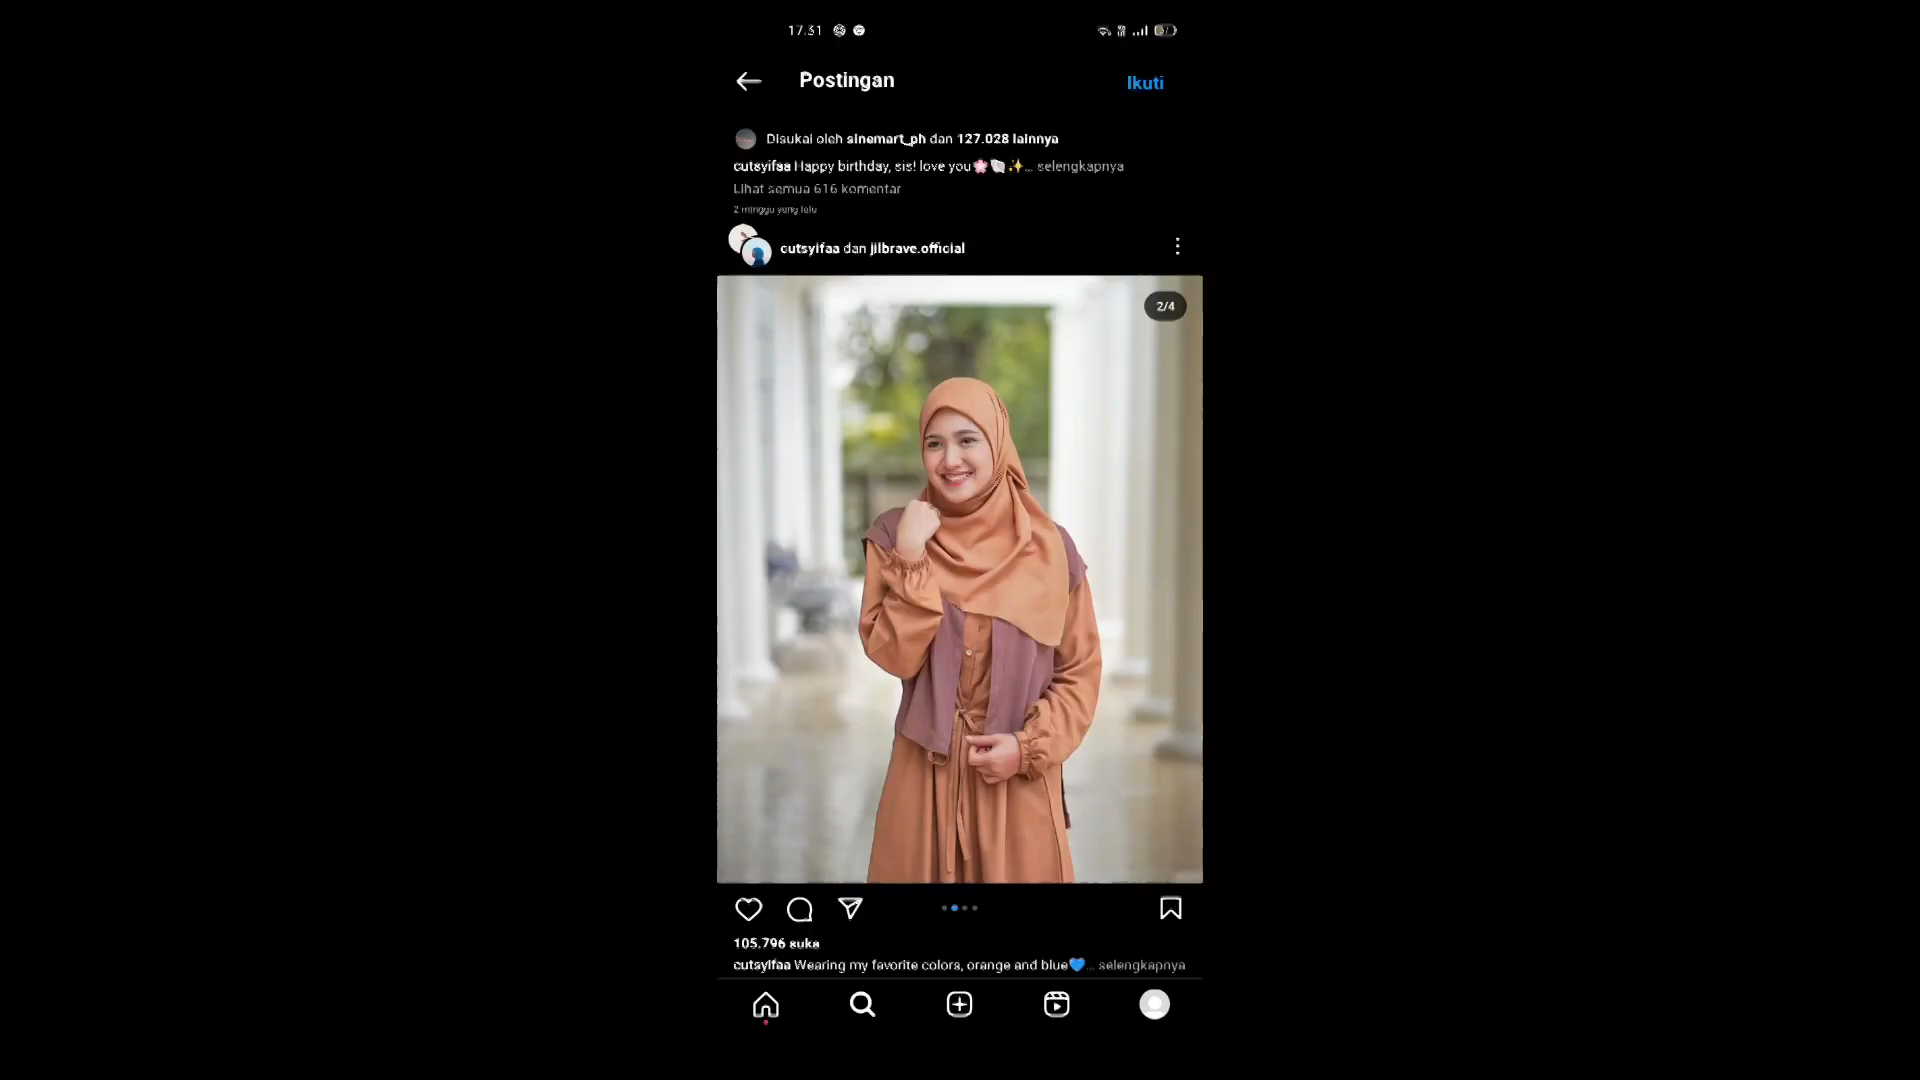 17.31
Postingan
Ikuti
Disukai oleh sinemart_ph dan 127.028 lainnya
cutsyifaa Happy birthday, sis! love you🌸🐚✨... selengkapnya
Lihat semua 616 komentar
2 minggu yang lalu
cutsyifaa dan jilbrave.official
2/4
105.796 suka
cutsyifaa Wearing my favorite colors, orange and blue💙... selengkapnya